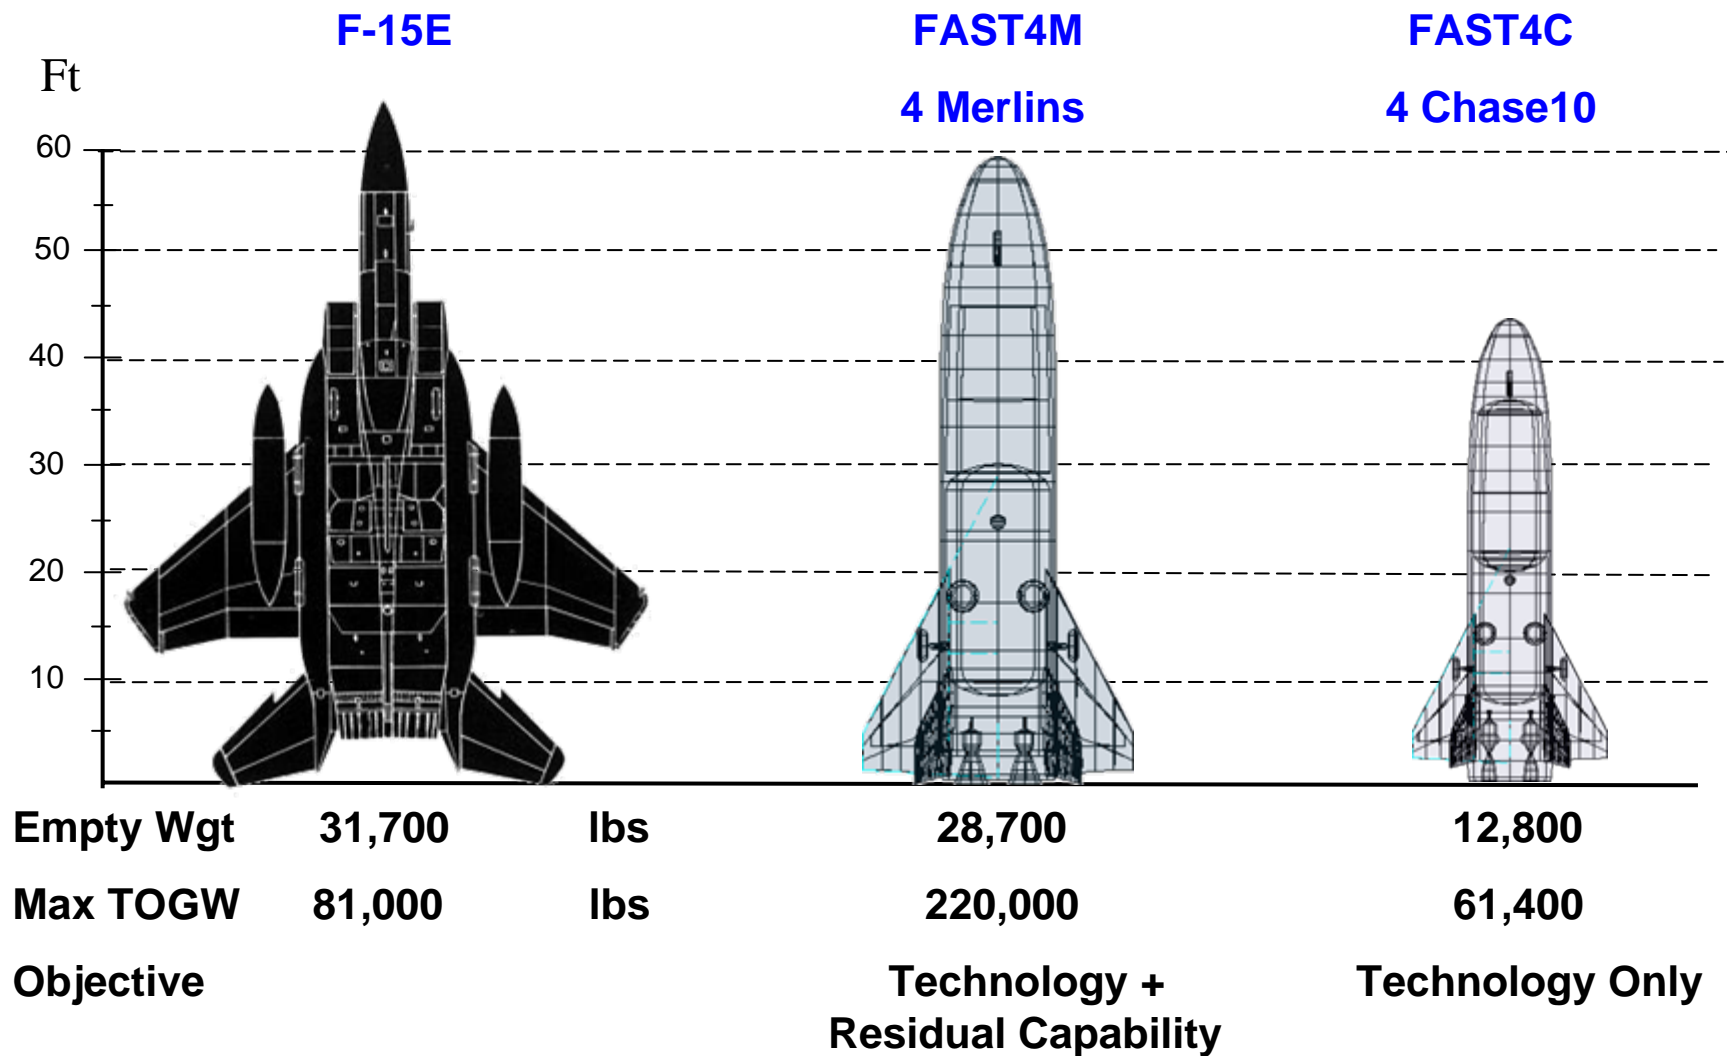 F-15E FAST4M FAST4C
Ft
4 Merlins 4 Chase10
60
50
40
30
20
10
Empty Wgt 31,700 lbs 28,700 12,800
Max TOGW 81,000 lbs 220,000 61,400
Objective Technology + Technology Only
Residual Capability